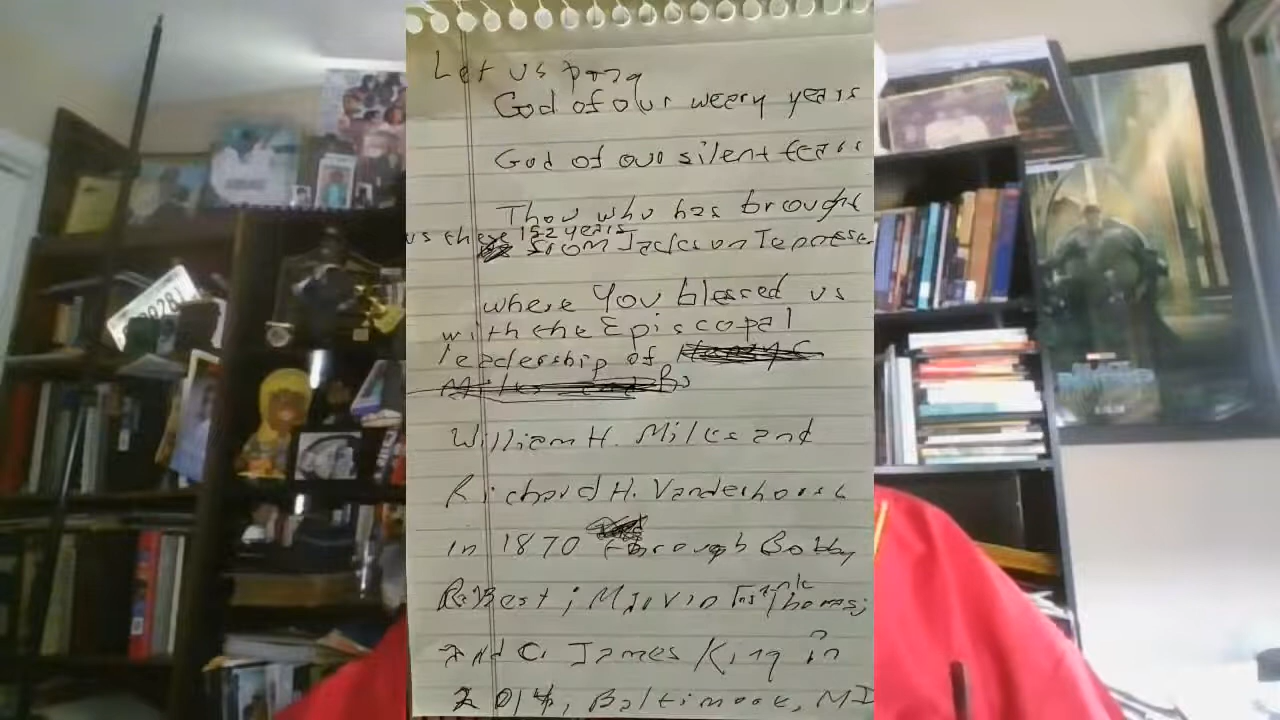 Let us pray
God of our weery years
God of our silent tears
Thou who has brought
us these 152 years
from Jackson Tennesse
where You blessed us
with the Episcopal
leadership of
William H. Miles and
Richard H. Vanderhorst
in 1870 through Bobby
Best; Marvin Frank Thomas;
and C. James King in
2014, Baltimore, MD